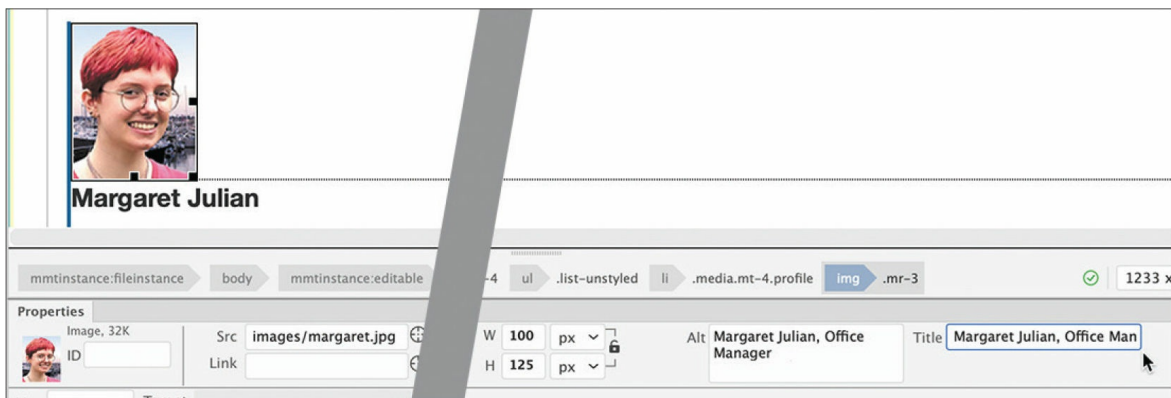 Margaret Julian
mmtinstance:fileinstance body mmtinstance:editable -4 ul .list-unstyled li .media.mt-4.profile img .mr-3 1233 x
Properties
Image, 32K
Src images/margaret.jpg W 100 px Alt Margaret Julian, Office Title Margaret Julian, Office Man
ID
Manager
Link H 125 px